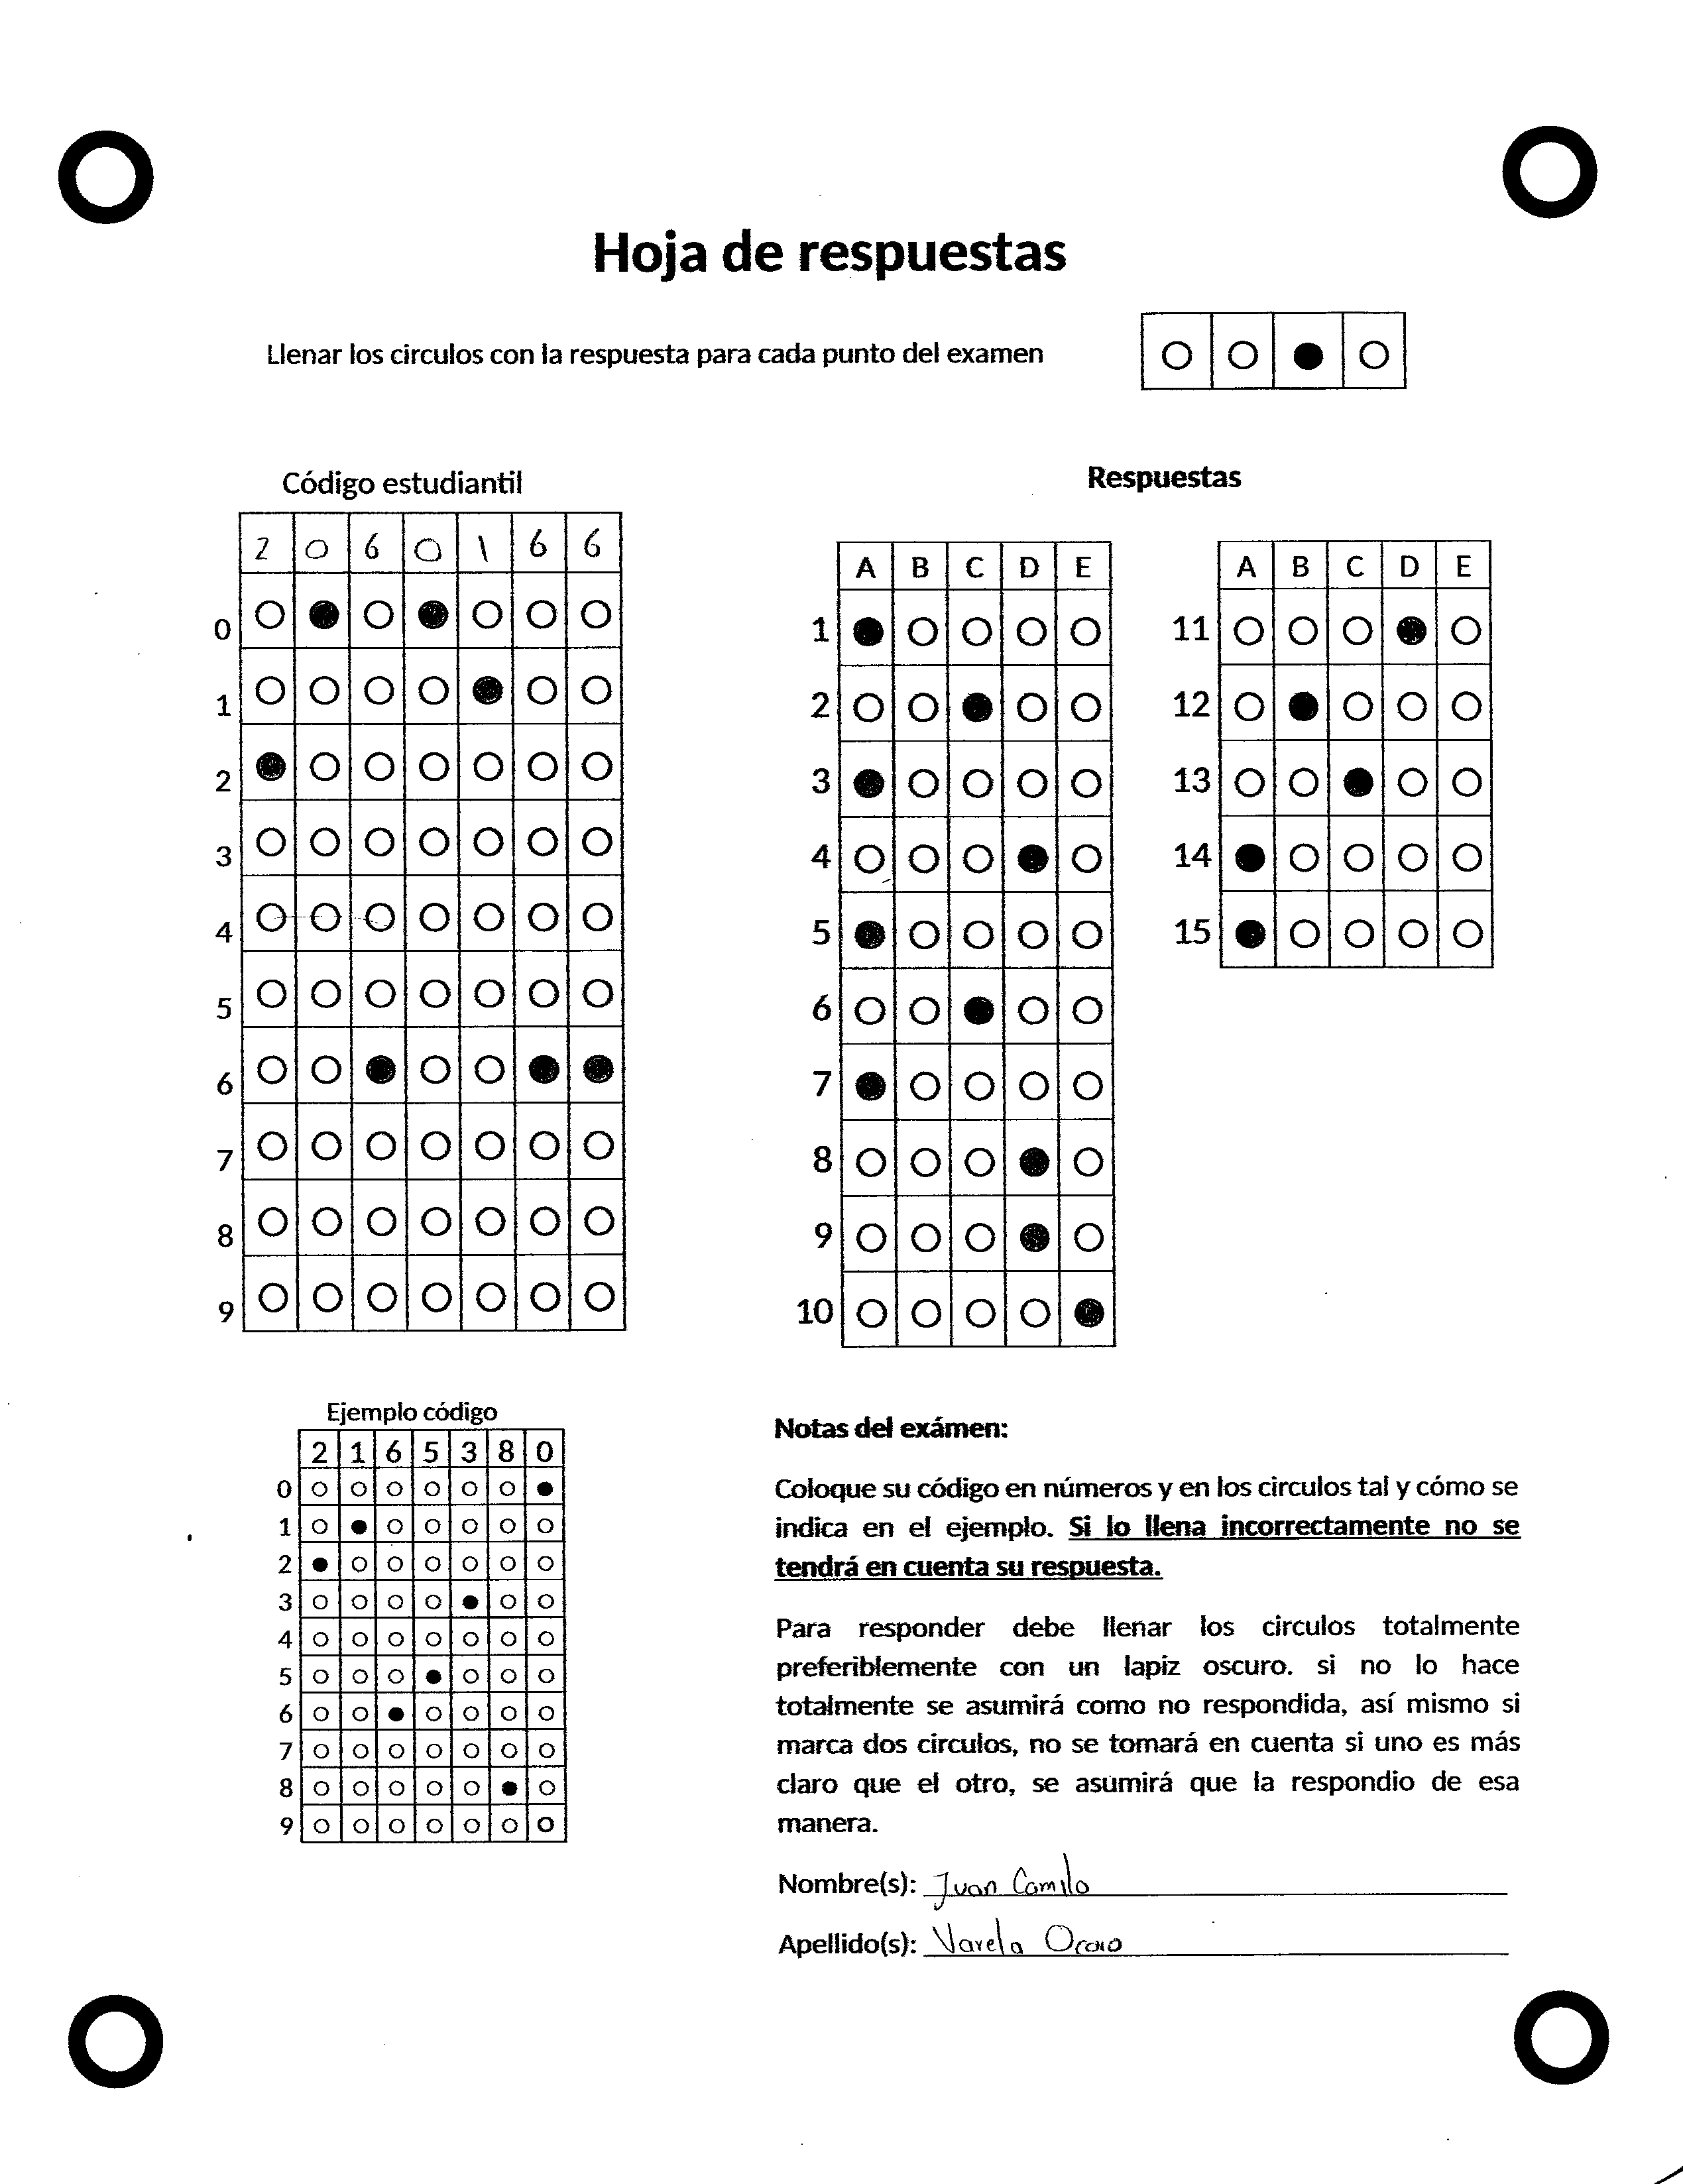 Hoja de respuestas
Llenar los circulos con la respuesta para cada punto del examen
Código estudiantil
2 0 6 0 1 6 6
0
1
2
3
4
5
6
7
8
9
Respuestas
A B C D E
1
2
3
4
5
6
7
8
9
10
A B C D E
11
12
13
14
15
Ejemplo código
2 1 6 5 3 8 0
0
1
2
3
4
5
6
7
8
9
Notas del exámen:
Coloque su código en números y en los circulos tal y cómo se
indica en el ejemplo. Si lo llena incorrectamente no se
tendrá en cuenta su respuesta.
Para responder debe llenar los circulos totalmente
preferiblemente con un lapiz oscuro. si no lo hace
totalmente se asumirá como no respondida, así mismo si
marca dos circulos, no se tomará en cuenta si uno es más
claro que el otro, se asumirá que la respondio de esa
manera.
Nombre(s): Juan Camilo
Apellido(s): Varela